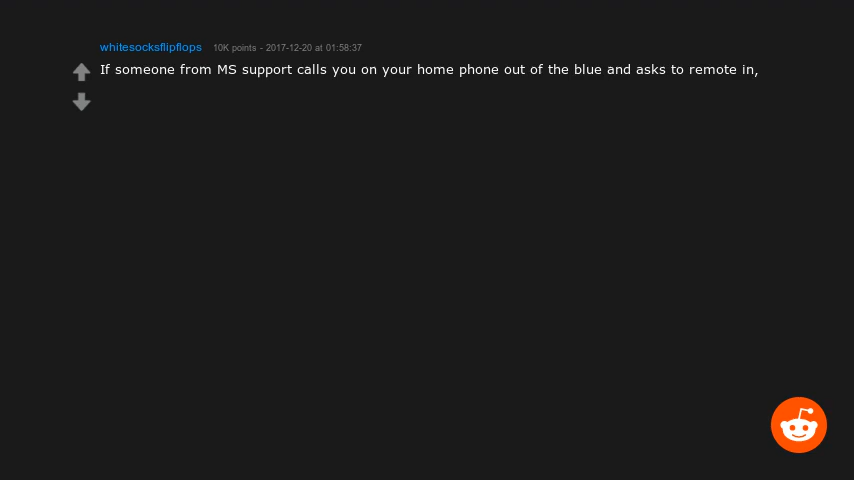 whitesocksflipflops 10K points - 2017-12-20 at 01:58:37
If someone from MS support calls you on your home phone out of the blue and asks to remote in,